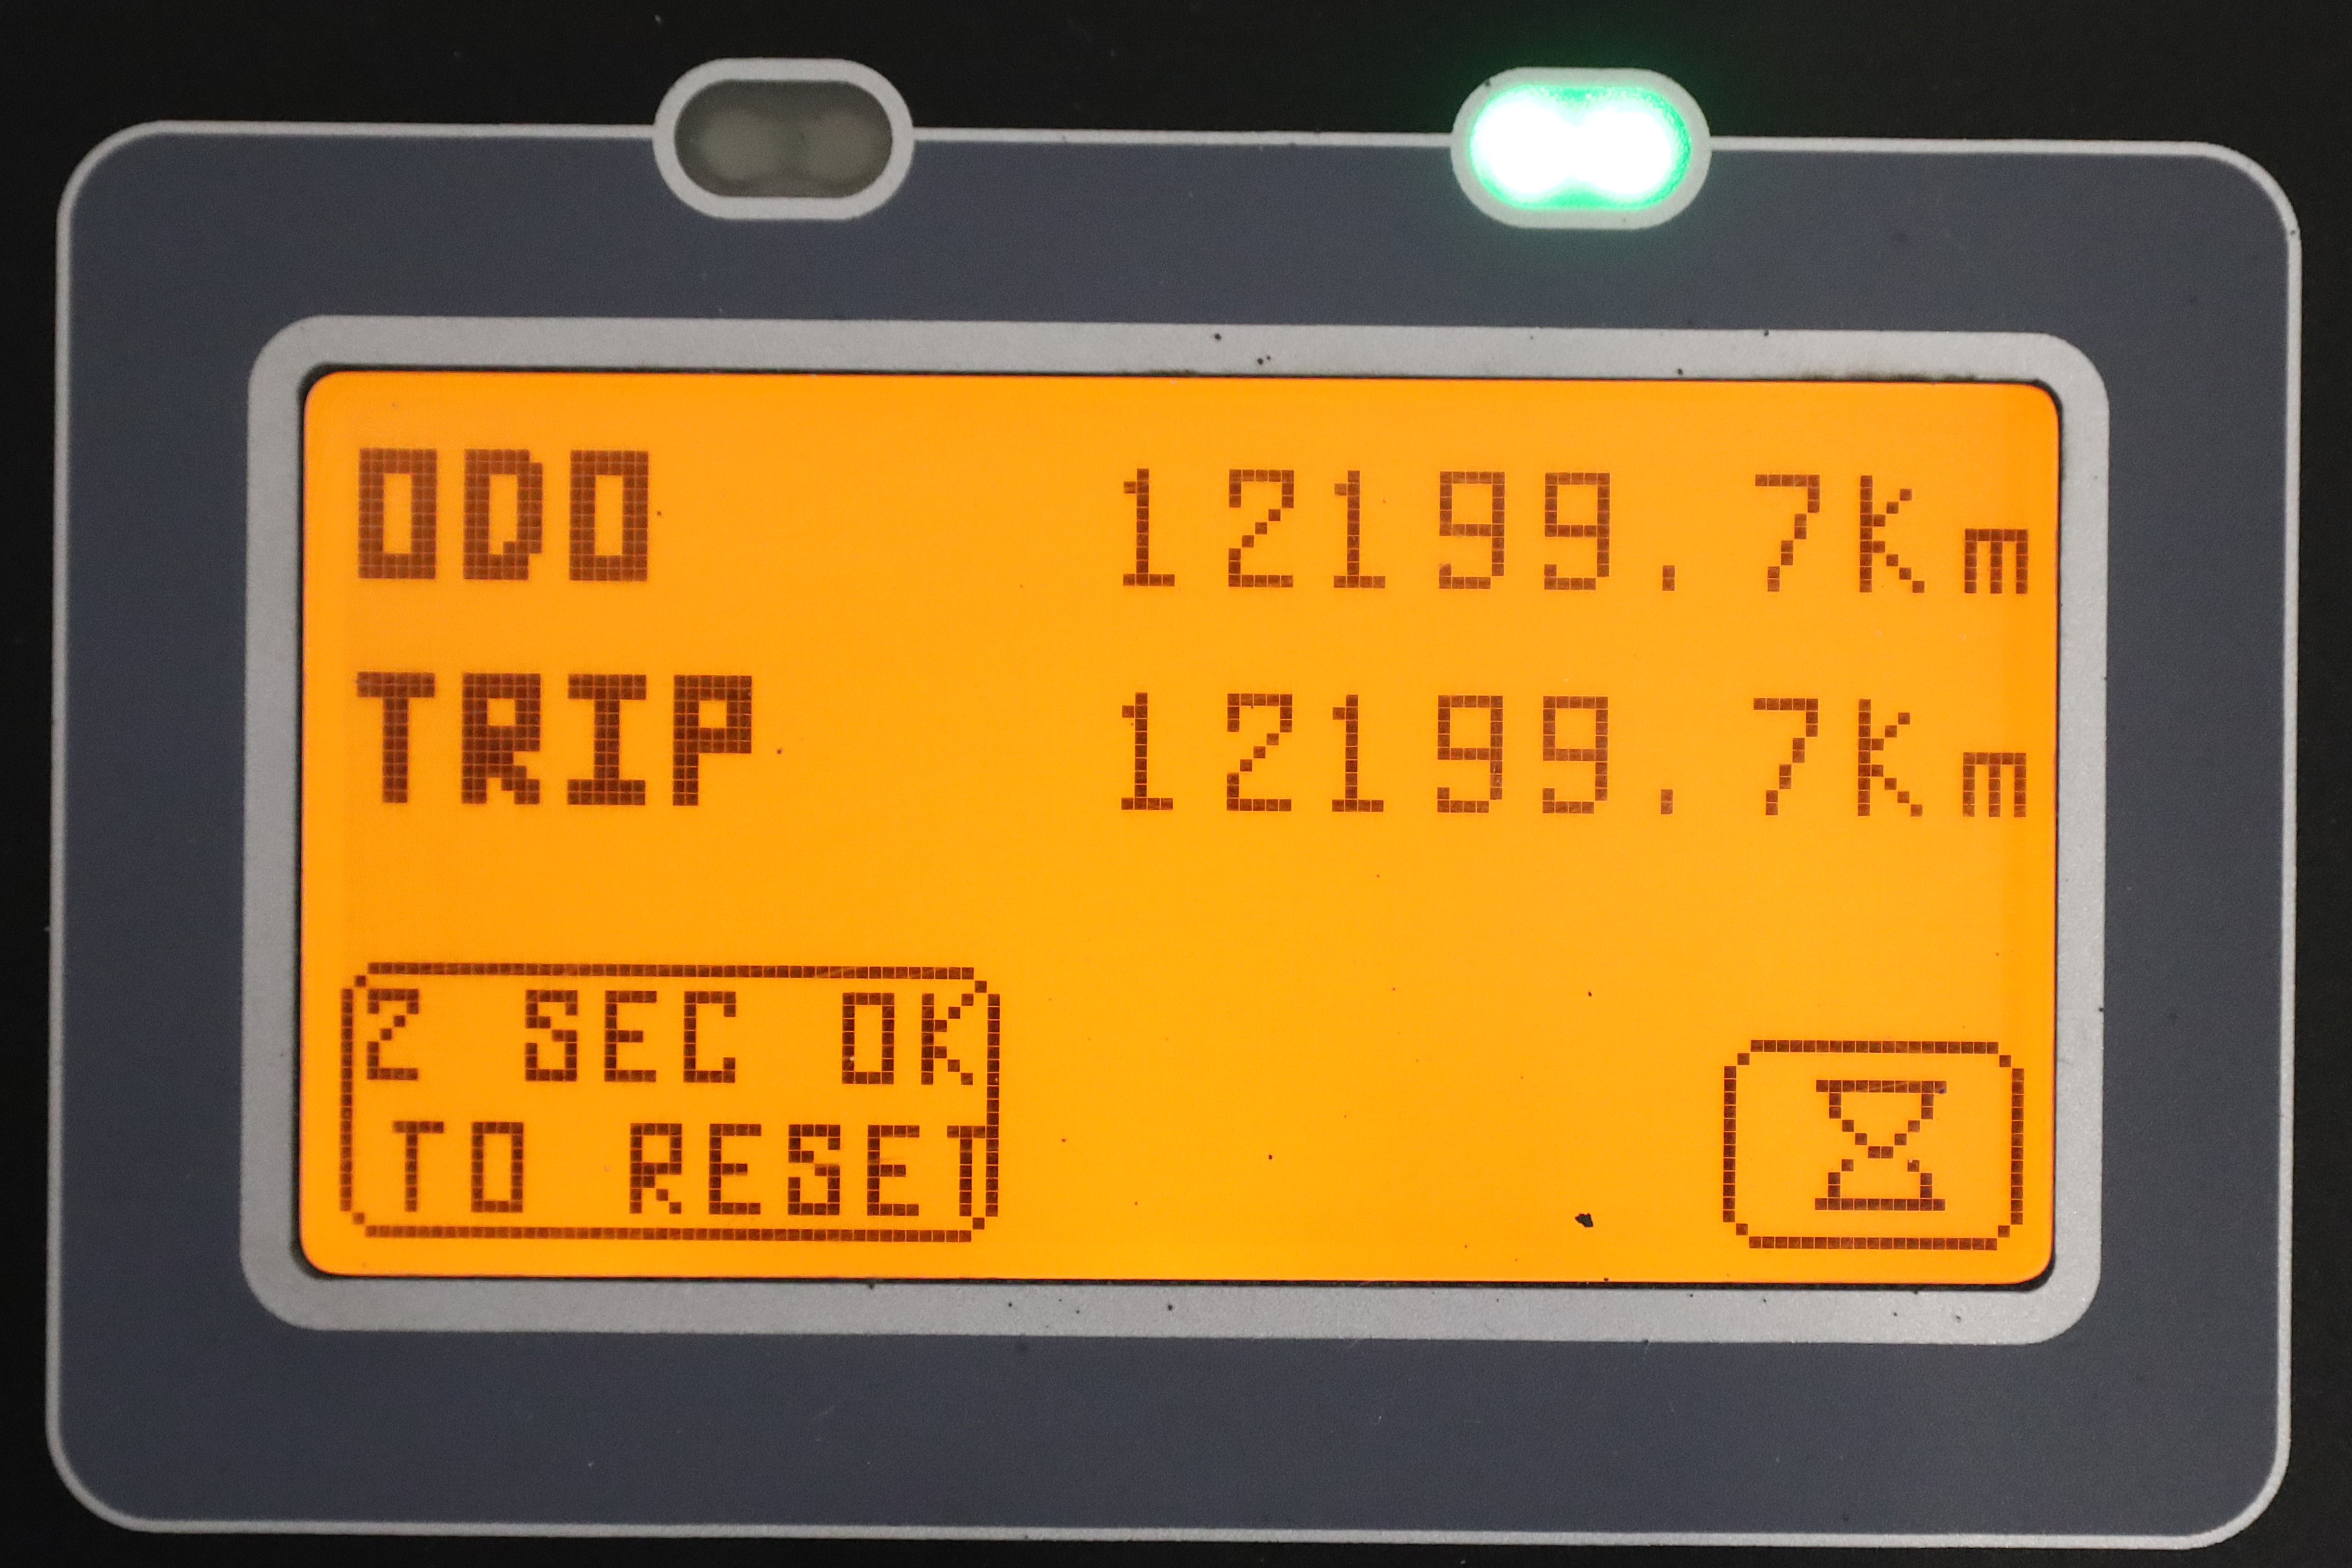 ODO 12199.7Km
TRIP 12199.7Km
2 SEC OK
TO RESET